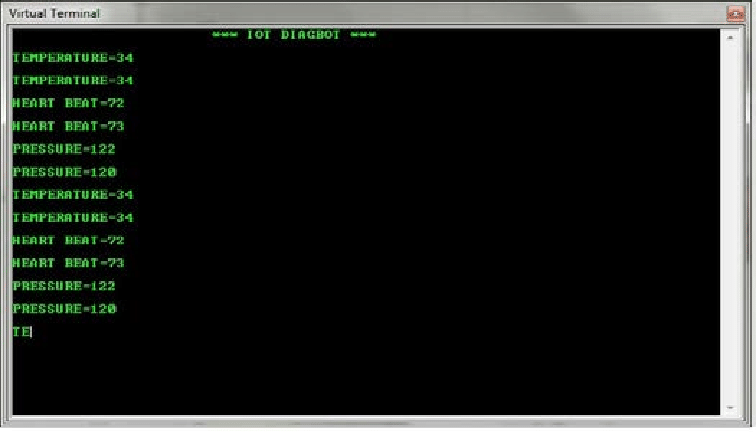 Virtual Terminal
*** IOT DIAGBOT ***
TEMPERATURE=34
TEMPERATURE=34
HEART BEAT=72
HEART BEAT=73
PRESSURE=122
PRESSURE=120
TEMPERATURE=34
TEMPERATURE=34
HEART BEAT=72
HEART BEAT=73
PRESSURE=122
PRESSURE=120
TE